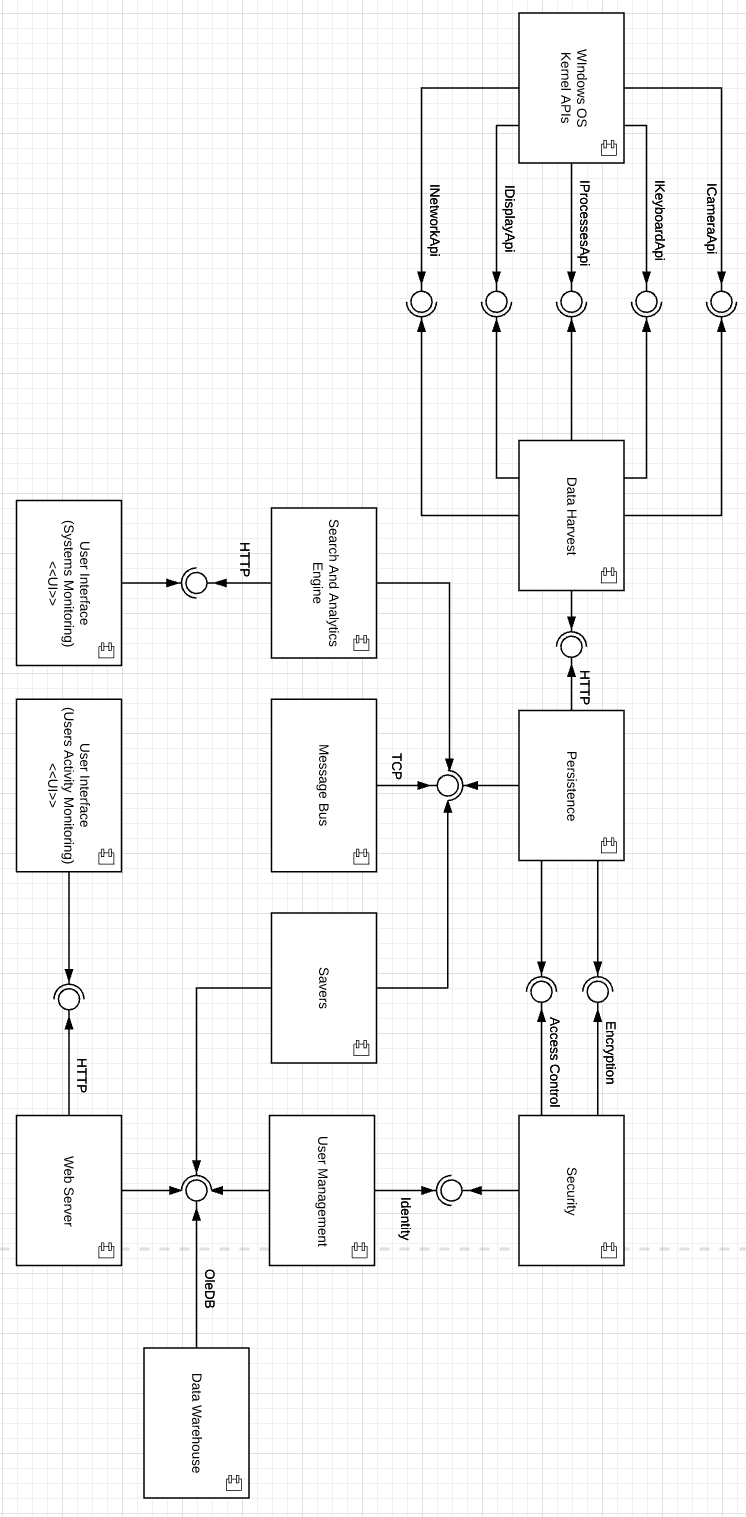 WIndows OS
Kernel APIs
ICameraApi
IKeyboardApi
IProcessesApi
IDisplayApi
INetworkApi
Data Harvest
HTTP
Persistence
Encryption
Access Control
Security
Search And Analytics
Engine
HTTP
Message Bus
TCP
Savers
User Management
Identity
User Interface
(Systems Monitoring)
<<UI>>
User Interface
(Users Activity Monitoring)
<<UI>>
HTTP
Web Server
OleDB
Data Warehouse